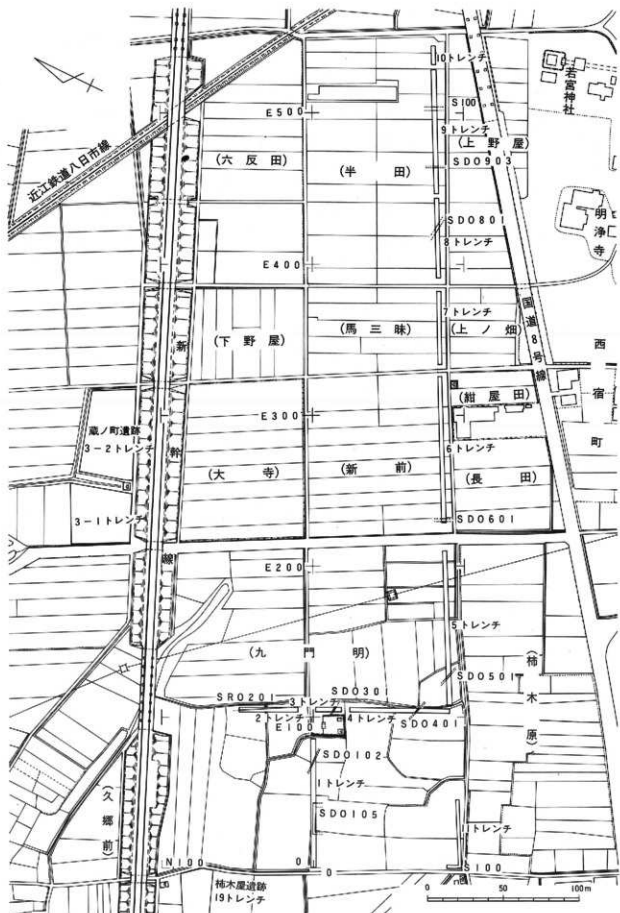 10トレンチ
若宮神社
E500
S100
9トレンチ
(上野屋)
近江鉄道八日市線
(六反田)
(半田)
SD0903
SD0801
明浄寺
8トレンチ
E400
国道8号線
7トレンチ
新幹線
(下野屋)
(馬三昧)
(上ノ畑)
西宿町
(紺屋田)
E300
蔵ノ町遺跡
3-2トレンチ
(大寺)
(新前)
6トレンチ
(長田)
3-1トレンチ
SD0601
E200
5トレンチ
(九門明)
(柿木原)
SD0501
SD030
SR0201
3トレンチ
2トレンチ
4トレンチ
SD0401
E100
SD0102
1トレンチ
(久郷前)
SD0105
N100
0
0
S100
柿木屋遺跡
19トレンチ
0
50
100m